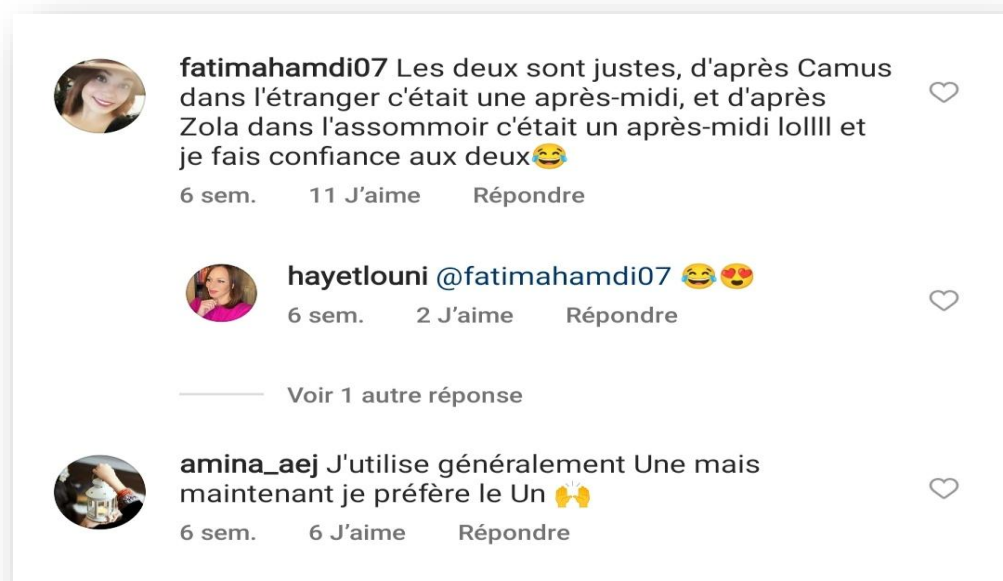 fatimahamdi07 Les deux sont justes, d'après Camus
dans l'étranger c'était une après-midi, et d'après
Zola dans l'assommoir c'était un après-midi lollll et
je fais confiance aux deux😂
6 sem. 11 J’aime Répondre
hayetlouni @fatimahamdi07 😂😍
6 sem. 2 J’aime Répondre
Voir 1 autre réponse
amina_aej J'utilise généralement Une mais
maintenant je préfère le Un 🙌
6 sem. 6 J’aime Répondre